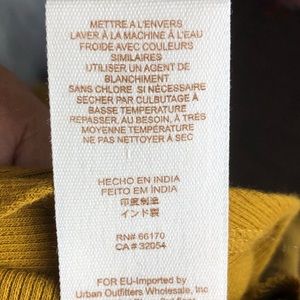 METTRE A L'ENVERS
LAVER À LA MACHINE À L'EAU
FROIDE AVEC COULEURS
SIMILAIRES
UTILISER UN AGENT DE
BLANCHIMENT
SANS CHLORE SI NÉCESSAIRE
SECHER PAR CULBUTAGE À
BASSE TEMPÉRATURE
REPASSER, AU BESOIN, À TRÈS
MOYENNE TEMPÉRATURE
NE PAS NETTOYER À SEC
HECHO EN INDIA
FEITO EM ÍNDIA
印度制造
インド製
RN# 66170
CA # 32054
FOR EU-Imported by
Urban Outfitters Wholesale, Inc